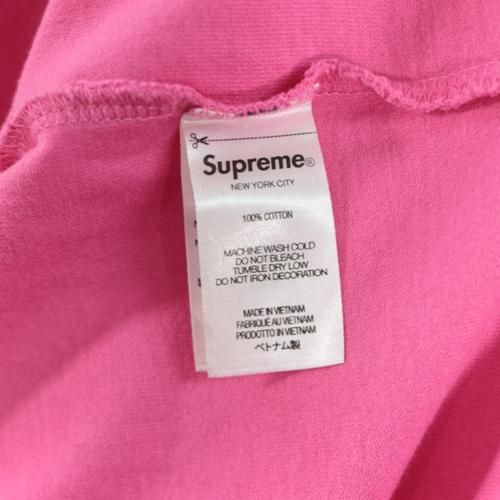 Supreme®
NEW YORK CITY
100% COTTON
MACHINE WASH COLD
DO NOT BLEACH
TUMBLE DRY LOW
DO NOT IRON DECORATION
MADE IN VIETNAM
FABRIQUÉ AU VIETNAM
PRODOTTO IN VIETNAM
ベトナム製